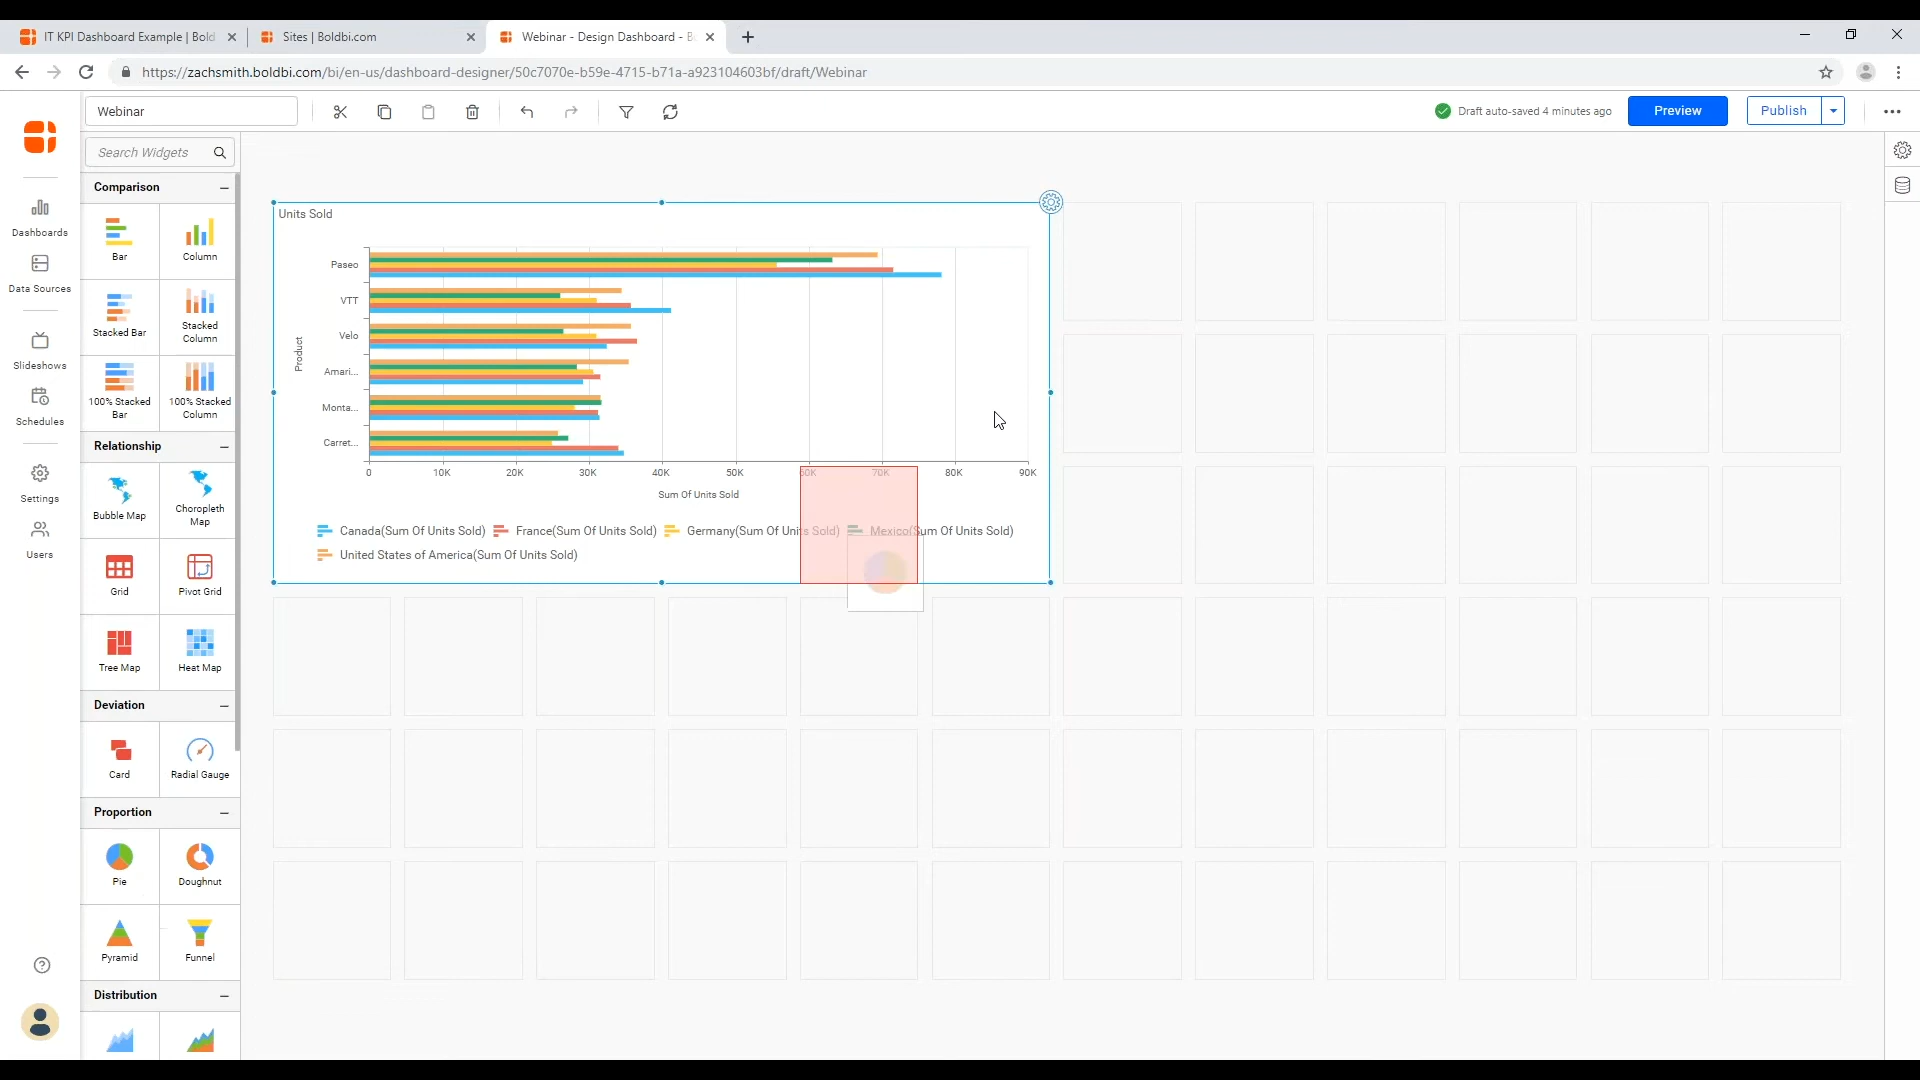 IT KPI Dashboard Example | Bold
Sites | Boldbi.com
Webinar - Design Dashboard - B
https://zachsmith.boldbi.com/bi/en-us/dashboard-designer/50c7070e-b59e-4715-b71a-a923104603bf/draft/Webinar
Webinar
Draft auto-saved 4 minutes ago
Preview
Publish
Search Widgets
Dashboards
Data Sources
Slideshows
Schedules
Settings
Users
Comparison
Bar
Column
Stacked Bar
Stacked Column
100% Stacked Bar
100% Stacked Column
Relationship
Bubble Map
Choropleth Map
Grid
Pivot Grid
Tree Map
Heat Map
Deviation
Card
Radial Gauge
Proportion
Pie
Doughnut
Pyramid
Funnel
Distribution
Units Sold
Product
Paseo
VTT
Velo
Amari...
Monta...
Carret...
0 10K 20K 30K 40K 50K 60K 70K 80K 90K
Sum Of Units Sold
Canada(Sum Of Units Sold) France(Sum Of Units Sold) Germany(Sum Of Units Sold) Mexico(Sum Of Units Sold)
United States of America(Sum Of Units Sold)